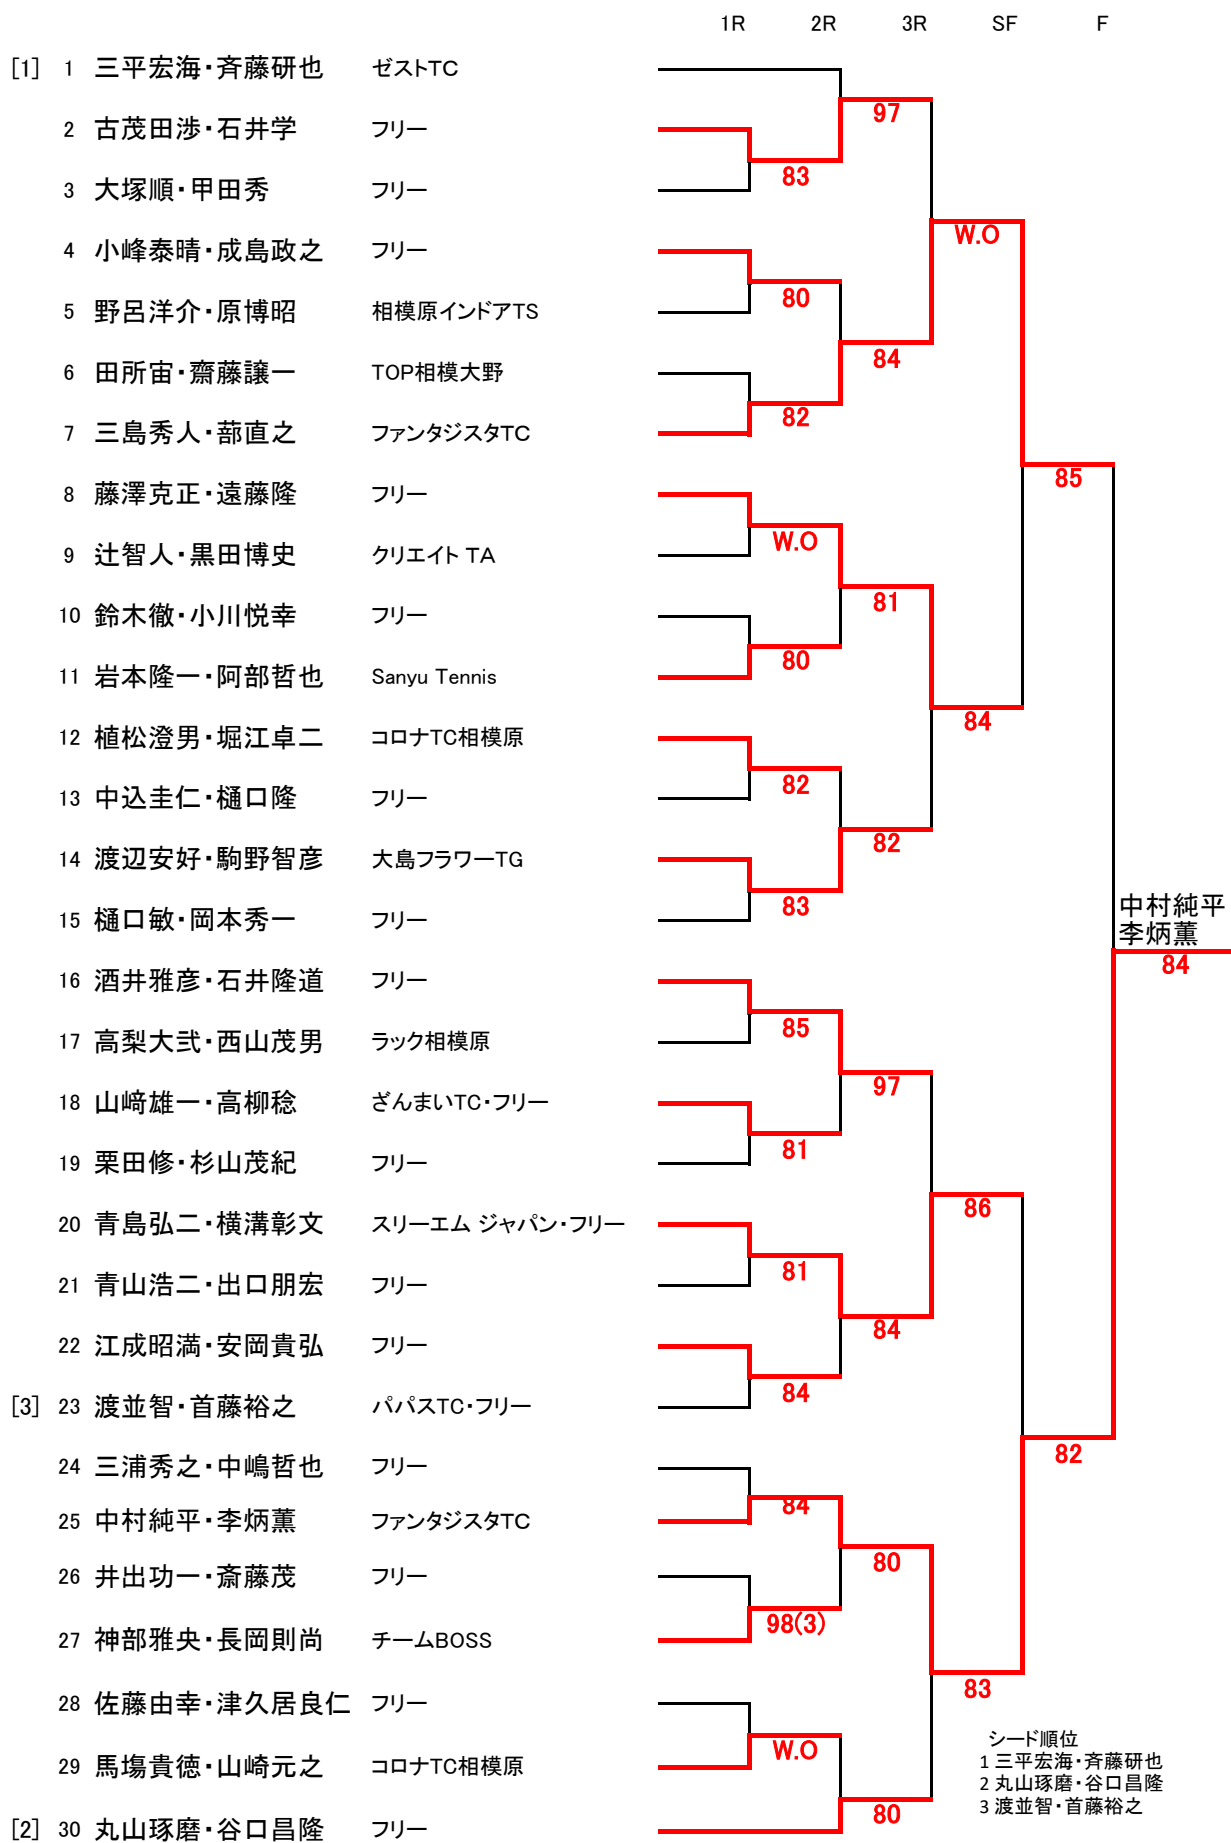 1R 2R 3R SF F
[1] 1 三平宏海・斉藤研也 ゼストTC
97
2 古茂田渉・石井学 フリー
83
3 大塚順・甲田秀 フリー
W.O
4 小峰泰晴・成島政之 フリー
80
5 野呂洋介・原博昭 相模原インドアTS
84
6 田所宙・齋藤譲一 TOP相模大野
82
7 三島秀人・蔀直之 ファンタジスタTC
85
8 藤澤克正・遠藤隆 フリー
W.O
9 辻智人・黒田博史 クリエイト TA
81
10 鈴木徹・小川悦幸 フリー
80
11 岩本隆一・阿部哲也 Sanyu Tennis
84
12 植松澄男・堀江卓二 コロナTC相模原
82
13 中込圭仁・樋口隆 フリー
82
14 渡辺安好・駒野智彦 大島フラワーTG
83
15 樋口敏・岡本秀一 フリー
中村純平
李炳薫
84
16 酒井雅彦・石井隆道 フリー
85
17 高梨大弐・西山茂男 ラック相模原
97
18 山﨑雄一・高柳稔 ざんまいTC・フリー
81
19 栗田修・杉山茂紀 フリー
86
20 青島弘二・横溝彰文 スリーエム ジャパン・フリー
81
21 青山浩二・出口朋宏 フリー
84
22 江成昭満・安岡貴弘 フリー
84
[3] 23 渡並智・首藤裕之 パパスTC・フリー
82
24 三浦秀之・中嶋哲也 フリー
84
25 中村純平・李炳薫 ファンタジスタTC
80
26 井出功一・斎藤茂 フリー
98(3)
27 神部雅央・長岡則尚 チームBOSS
83
28 佐藤由幸・津久居良仁 フリー
W.O
29 馬塲貴徳・山崎元之 コロナTC相模原
80
[2] 30 丸山琢磨・谷口昌隆 フリー
シード順位
1 三平宏海・斉藤研也
2 丸山琢磨・谷口昌隆
3 渡並智・首藤裕之